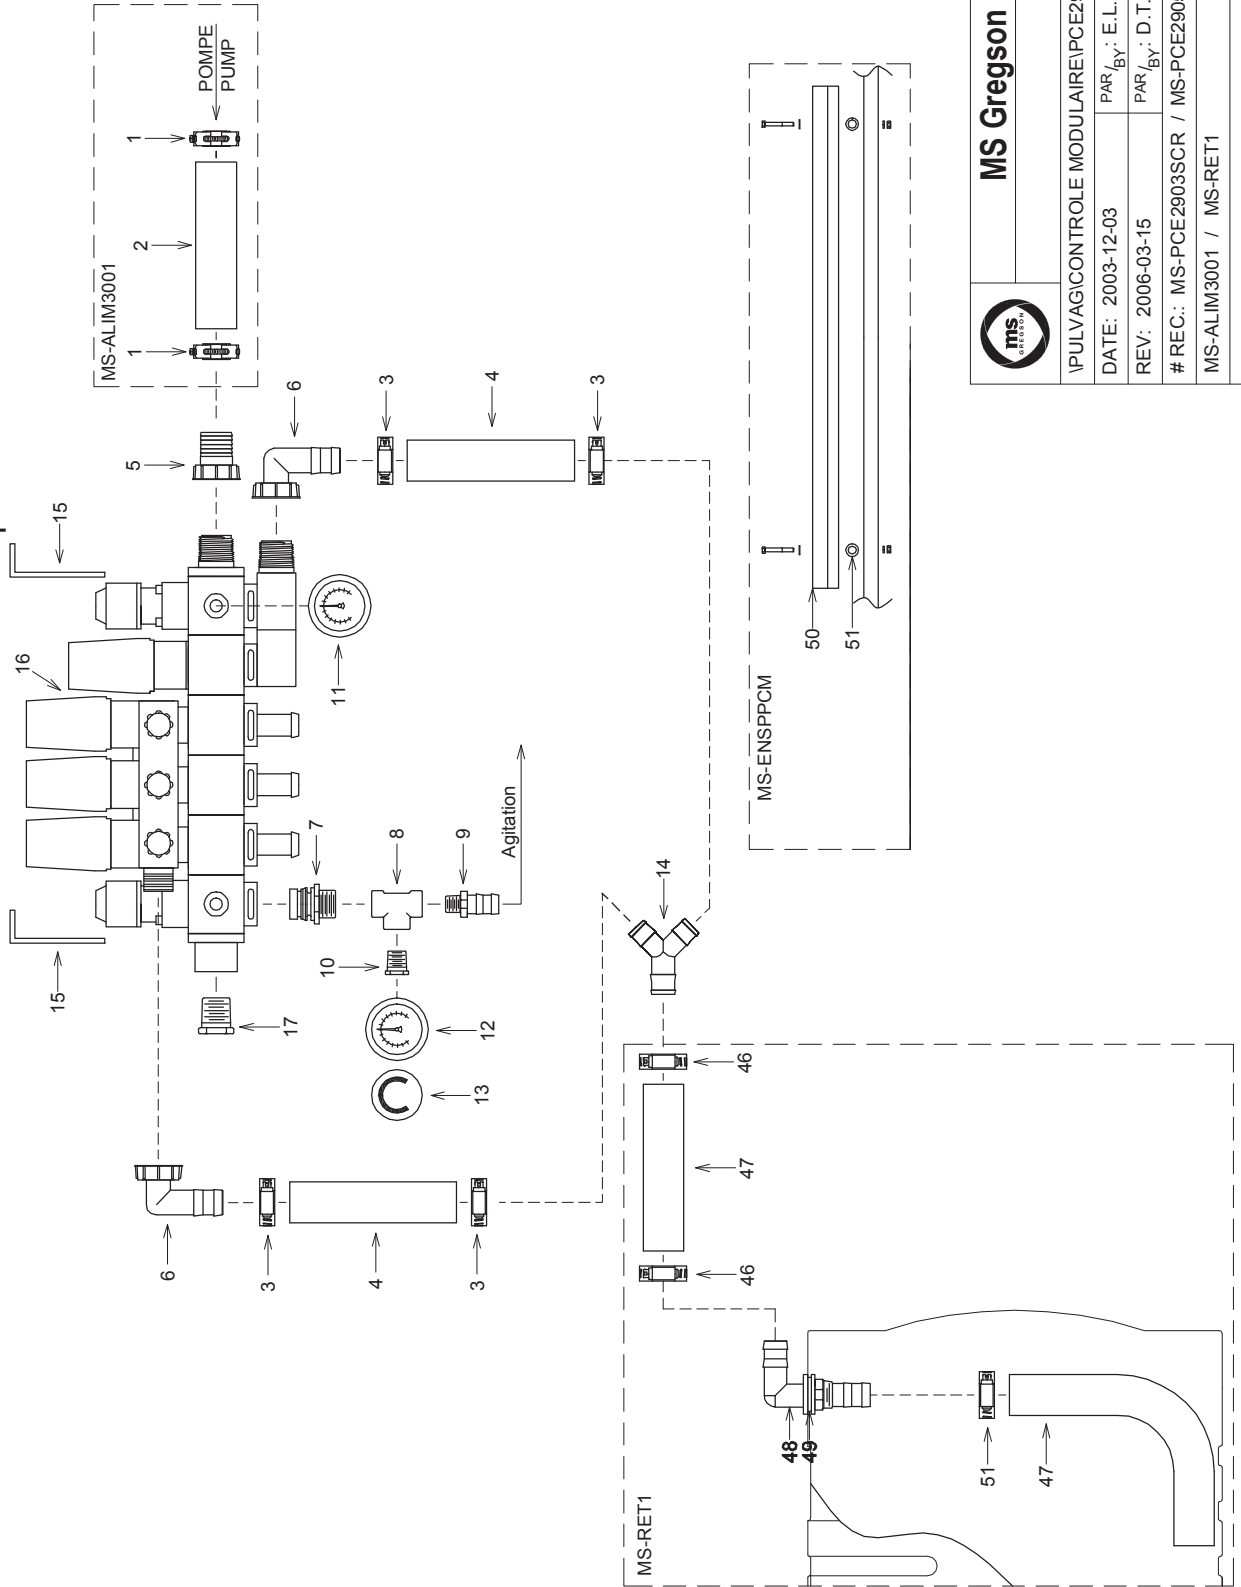 POMPE
PUMP
1
2
1
MS-ALIM3001
5
6
3
4
3
15
16
11
7
8
9
Agitation
10
12
13
17
15
6
3
4
3
14
MS-ENSPPCM
50
51
46
47
46
48
49
51
47
MS-RET1
MS Gregson
ms
GREGSON
\PULVAG\CONTROLE MODULAIRE\PCE29
DATE: 2003-12-03
PAR/BY: E.L.
REV: 2006-03-15
PAR/BY: D.T.
# REC.: MS-PCE2903SCR / MS-PCE290
MS-ALIM3001 / MS-RET1